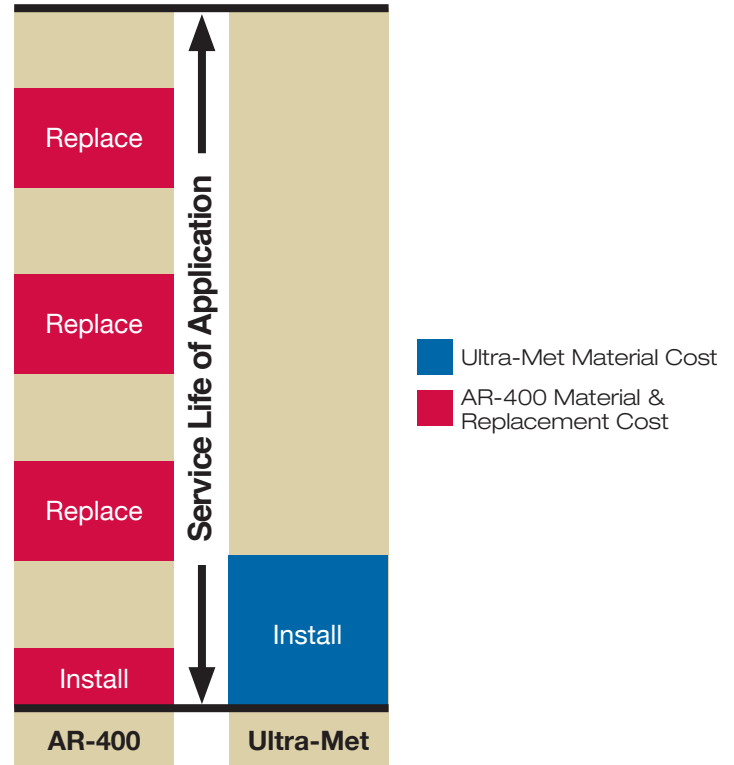 Replace
Replace
Replace
Install
Service Life of Application
Install
AR-400
Ultra-Met
Ultra-Met Material Cost
AR-400 Material &
Replacement Cost